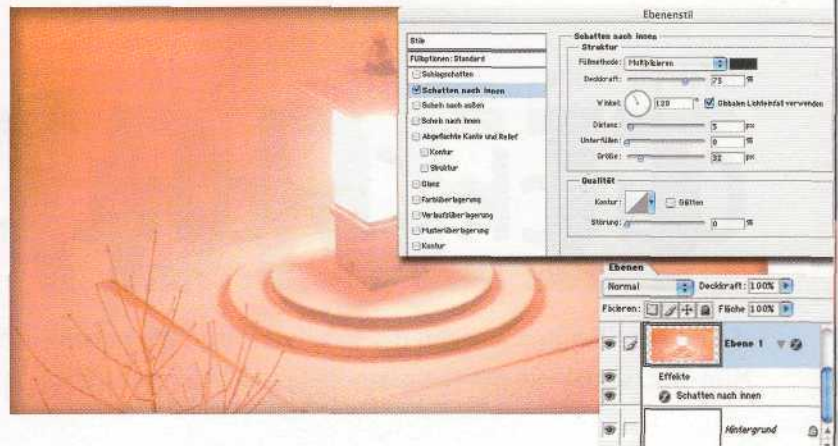 Ebenenstil
Stile
Fülloptionen: Standard
Schlagschatten
Schatten nach innen
Schein nach außen
Schein nach innen
Abgeflachte Kante und Relief
Kontur
Struktur
Glanz
Farbüberlagerung
Verlaufsüberlagerung
Musterüberlagerung
Kontur
Schatten nach innen
Struktur
Füllmethode: Multiplizieren
Deckkraft: 75 %
Winkel: 120 ° Globalen Lichteinfall verwenden
Distanz: 5 px
Unterfüllen: 0 %
Größe: 32 px
Qualität
Kontur: Glätten
Störung: 0 %
Ebenen
Normal Deckkraft: 100%
Fixieren: Fläche 100%
Ebene 1
Effekte
Schatten nach innen
Hintergrund